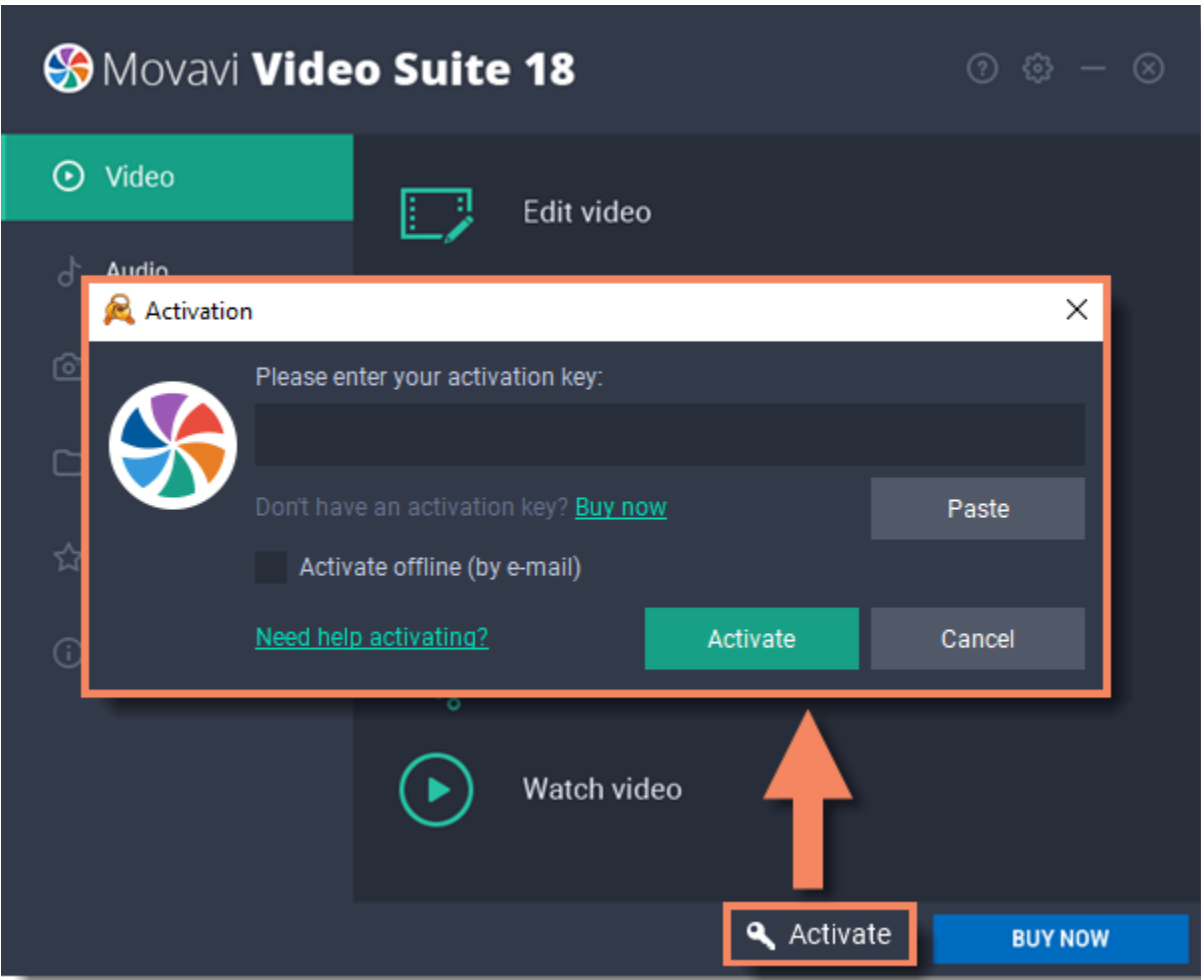 Movavi Video Suite 18
Video
Edit video
Audio
Activation
Please enter your activation key:
Don't have an activation key? Buy now
Paste
Activate offline (by e-mail)
Need help activating?
Activate
Cancel
Watch video
Activate
BUY NOW